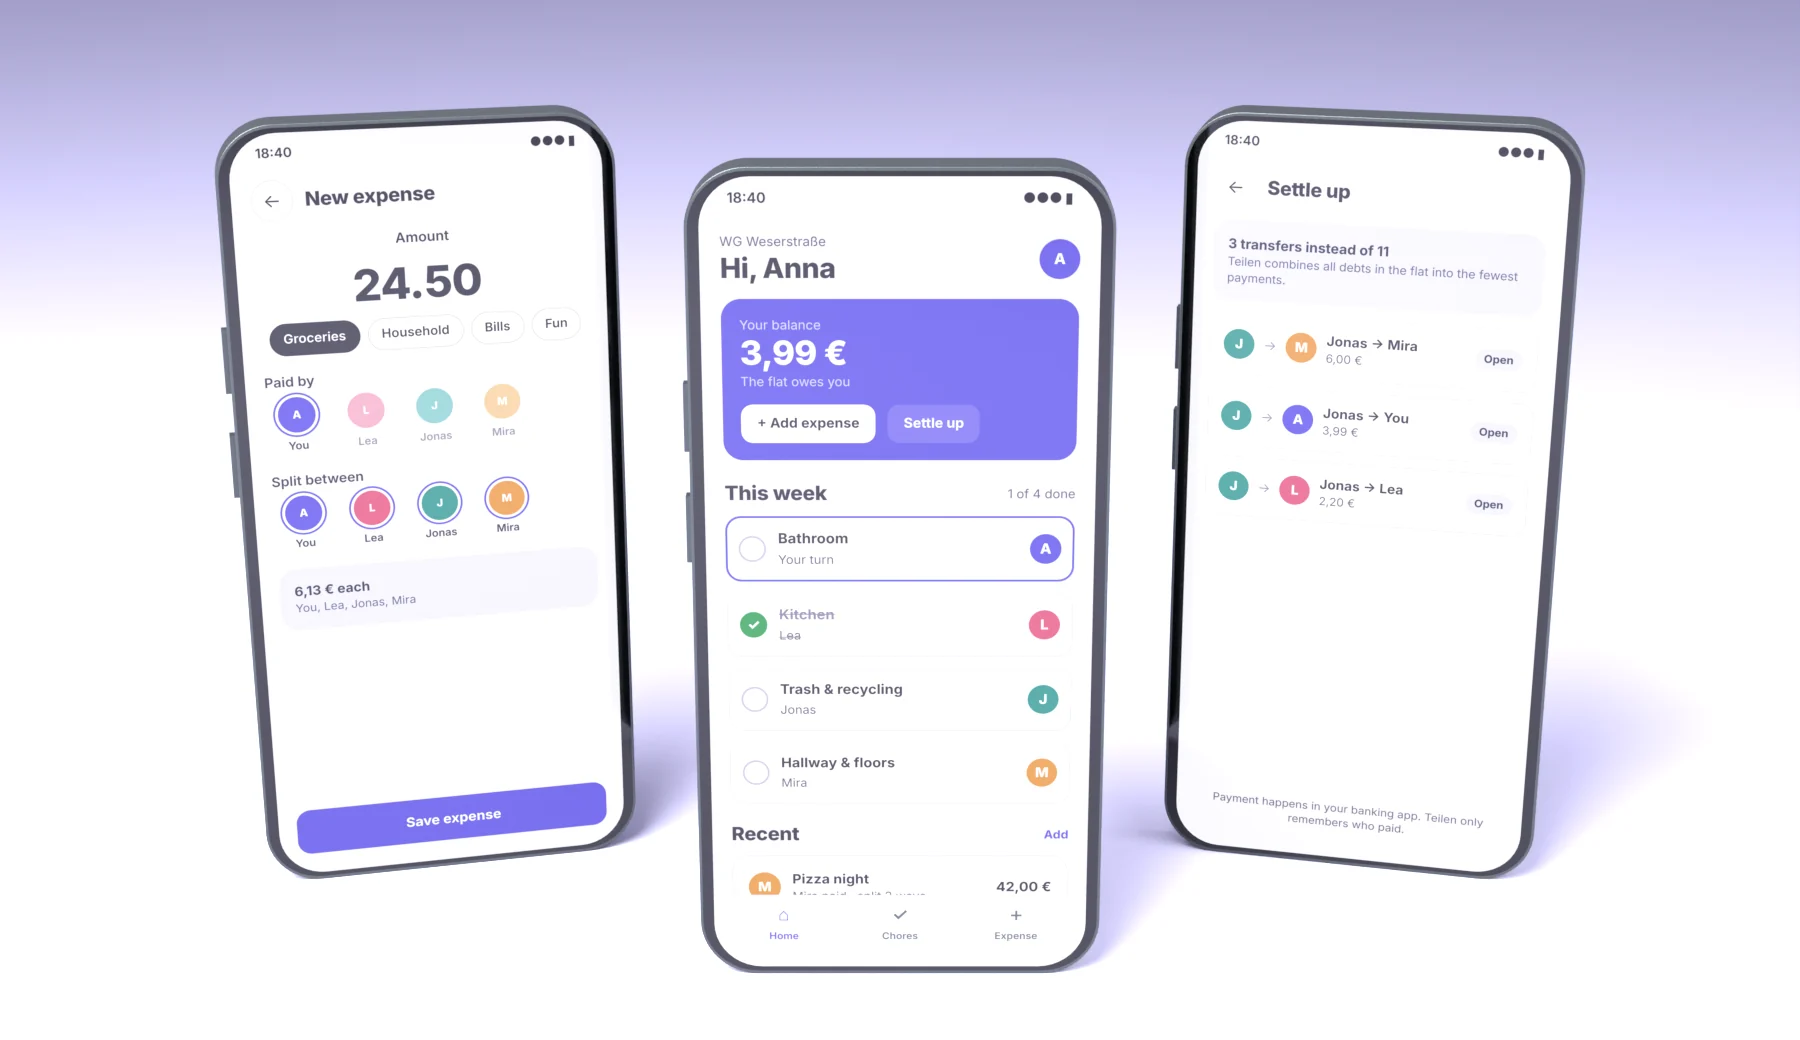 18:40
New expense
Amount
24.50
Groceries
Household
Bills
Fun
Paid by
A
L
J
M
You
Lea
Jonas
Mira
Split between
A
L
J
M
You
Lea
Jonas
Mira
6,13 € each
You, Lea, Jonas, Mira
Save expense
18:40
WG Weserstraße
Hi, Anna
A
Your balance
3,99 €
The flat owes you
+ Add expense
Settle up
This week
1 of 4 done
Bathroom
Your turn
A
Kitchen
Lea
L
Trash & recycling
Jonas
J
Hallway & floors
Mira
M
Recent
Add
M
Pizza night
42,00 €
Home
Chores
Expense
18:40
Settle up
3 transfers instead of 11
Teilen combines all debts in the flat into the fewest
payments.
J → M
Jonas → Mira
6,00 €
Open
J → A
Jonas → You
3,99 €
Open
J → L
Jonas → Lea
2,20 €
Open
Payment happens in your banking app. Teilen only
remembers who paid.